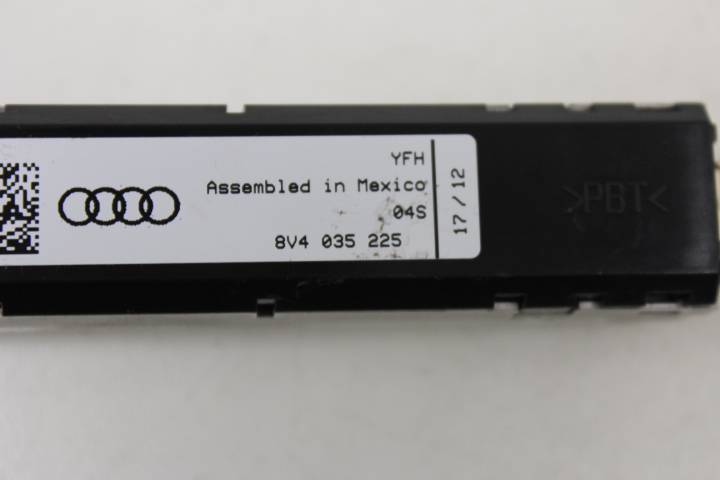 YFH
Assembled in Mexico
04S
8V4 035 225
17/12
>PBT<